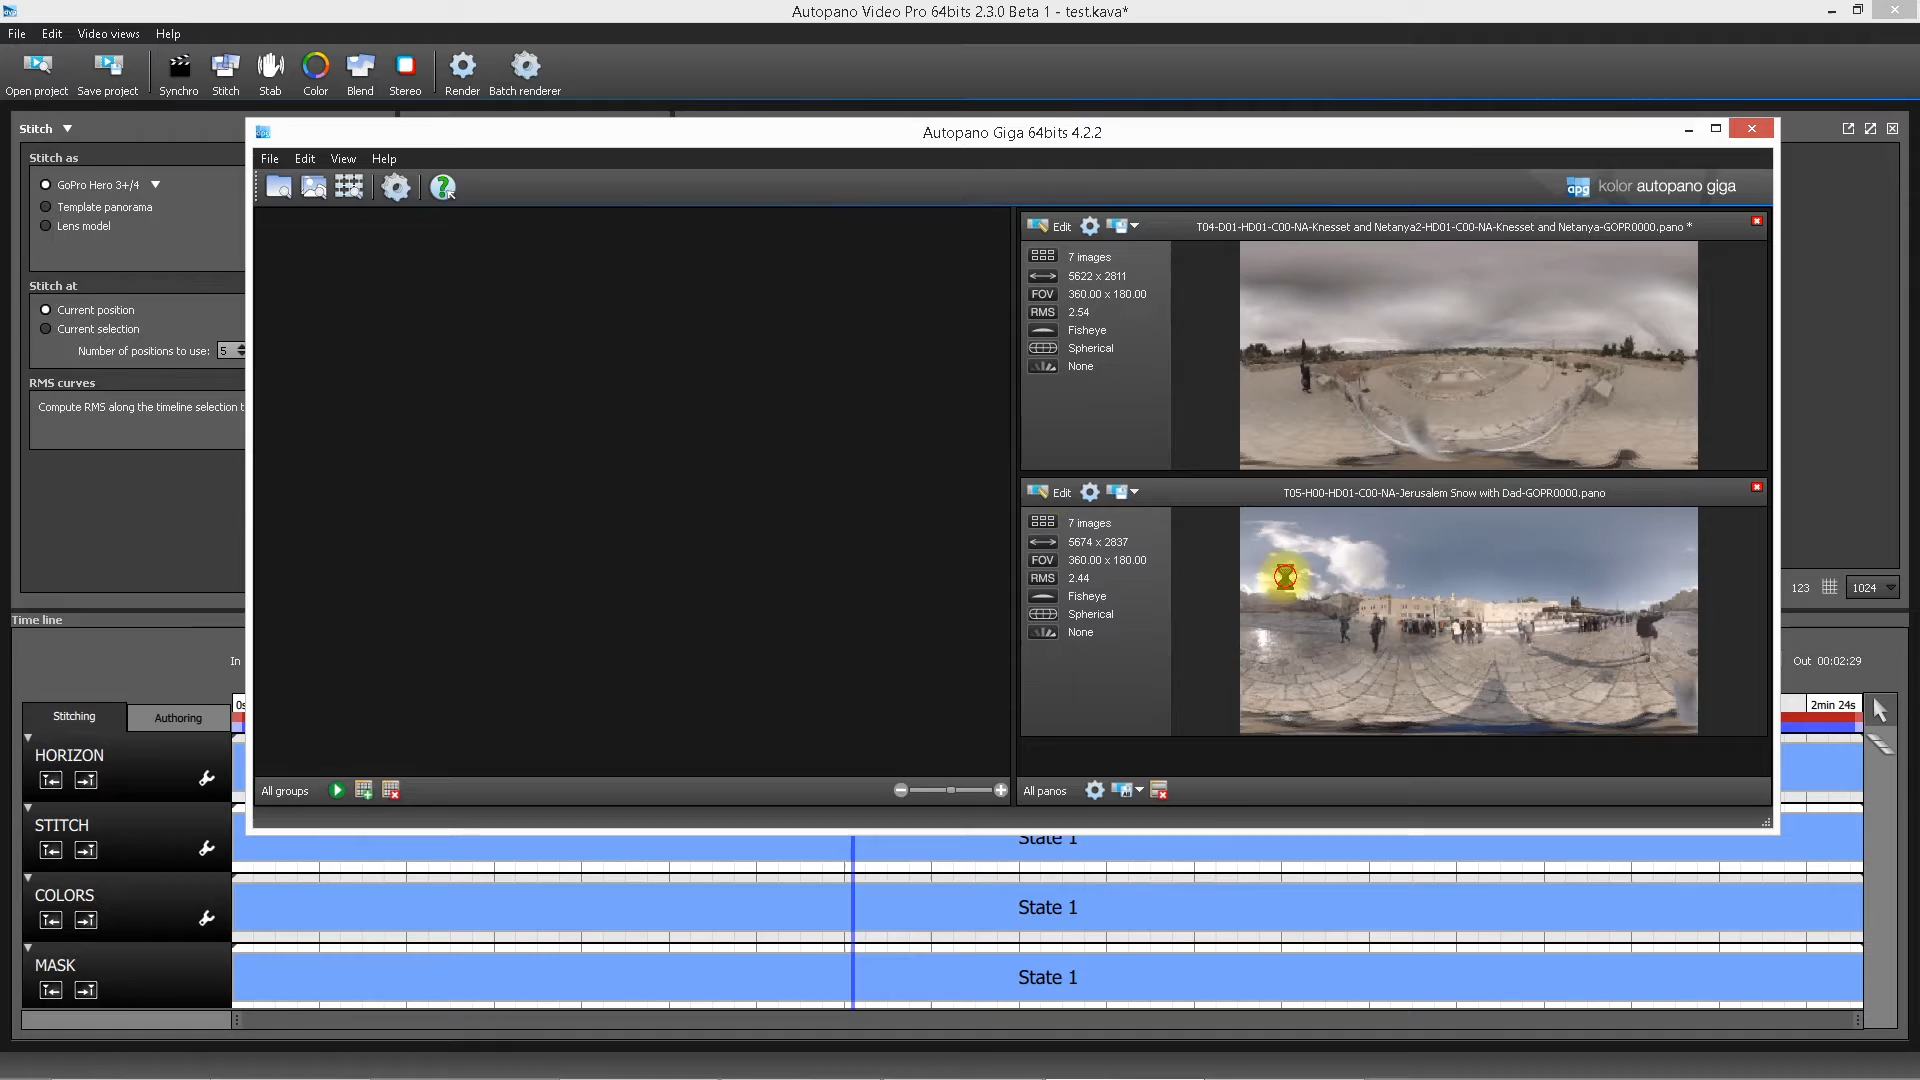 Autopano Video Pro 64bits 2.3.0 Beta 1 - test.kava*
File Edit Video views Help
Open project Save project Synchro Stitch Stab Color Blend Stereo Render Batch renderer
Stitch
Stitch as
GoPro Hero 3+/4
Template panorama
Lens model
Stitch at
Current position
Current selection
Number of positions to use: 5
RMS curves
Compute RMS along the timeline selection t
Autopano Giga 64bits 4.2.2
File Edit View Help
apg kolor autopano giga
Edit T04-D01-HD01-C00-NA-Knesset and Netanya2-HD01-C00-NA-Knesset and Netanya-GOPR0000.pano *
7 images
5622 x 2811
FOV 360.00 x 180.00
RMS 2.54
Fisheye
Spherical
None
Edit T05-H00-HD01-C00-NA-Jerusalem Snow with Dad-GOPR0000.pano
7 images
5674 x 2837
FOV 360.00 x 180.00
RMS 2.44
Fisheye
Spherical
None
All groups
All panos
123 1024
Time line
In
Out 00:02:29
Stitching Authoring
0s
2min 24s
HORIZON
STITCH
State 1
COLORS
State 1
MASK
State 1